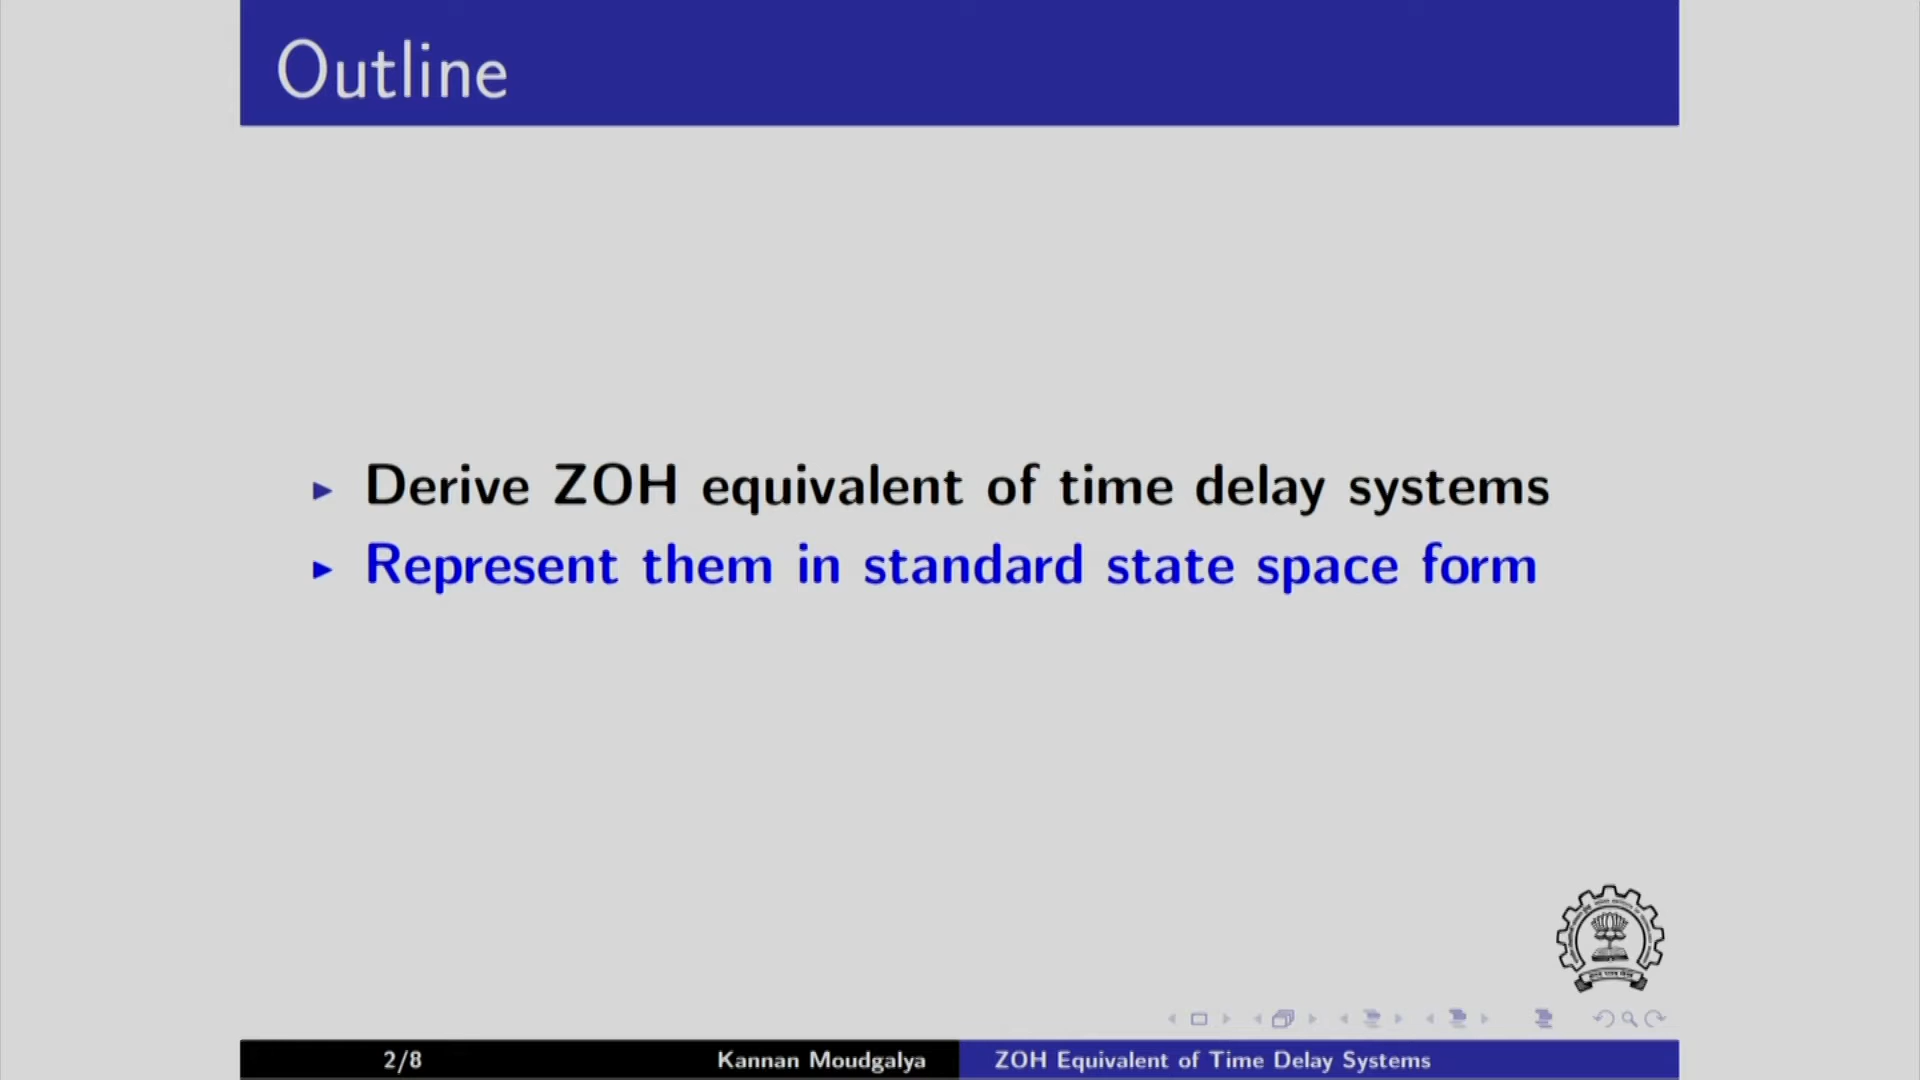 Outline
Derive ZOH equivalent of time delay systems
Represent them in standard state space form
2/8 Kannan Moudgalya ZOH Equivalent of Time Delay Systems